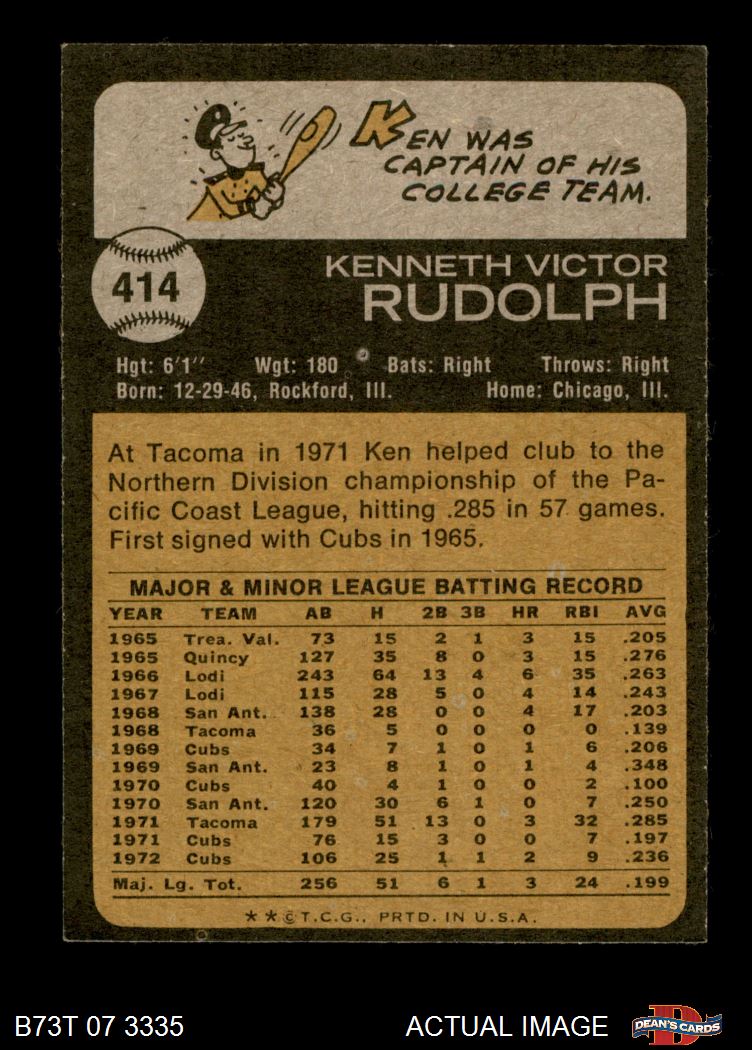 KEN WAS
CAPTAIN OF HIS
COLLEGE TEAM.
414
KENNETH VICTOR
RUDOLPH
Hgt: 6'1'' Wgt: 180 Bats: Right Throws: Right
Born: 12-29-46, Rockford, Ill. Home: Chicago, Ill.
At Tacoma in 1971 Ken helped club to the
Northern Division championship of the Pa-
cific Coast League, hitting .285 in 57 games.
First signed with Cubs in 1965.
MAJOR & MINOR LEAGUE BATTING RECORD
YEAR TEAM AB H 2B 3B HR RBI AVG
1965 Trea. Val. 73 15 2 1 3 15 .205
1965 Quincy 127 35 8 0 3 15 .276
1966 Lodi 243 64 13 4 6 35 .263
1967 Lodi 115 28 5 0 4 14 .243
1968 San Ant. 138 28 0 0 4 17 .203
1968 Tacoma 36 5 0 0 0 0 .139
1969 Cubs 34 7 1 0 1 6 .206
1969 San Ant. 23 8 1 0 1 4 .348
1970 Cubs 40 4 1 0 0 2 .100
1970 San Ant. 120 30 6 1 0 7 .250
1971 Tacoma 179 51 13 0 3 32 .285
1971 Cubs 76 15 3 0 0 7 .197
1972 Cubs 106 25 1 1 2 9 .236
Maj. Lg. Tot. 256 51 6 1 3 24 .199
* * © T.C.G., PRTD. IN U.S.A.
B73T 07 3335 ACTUAL IMAGE DEAN'S CARDS